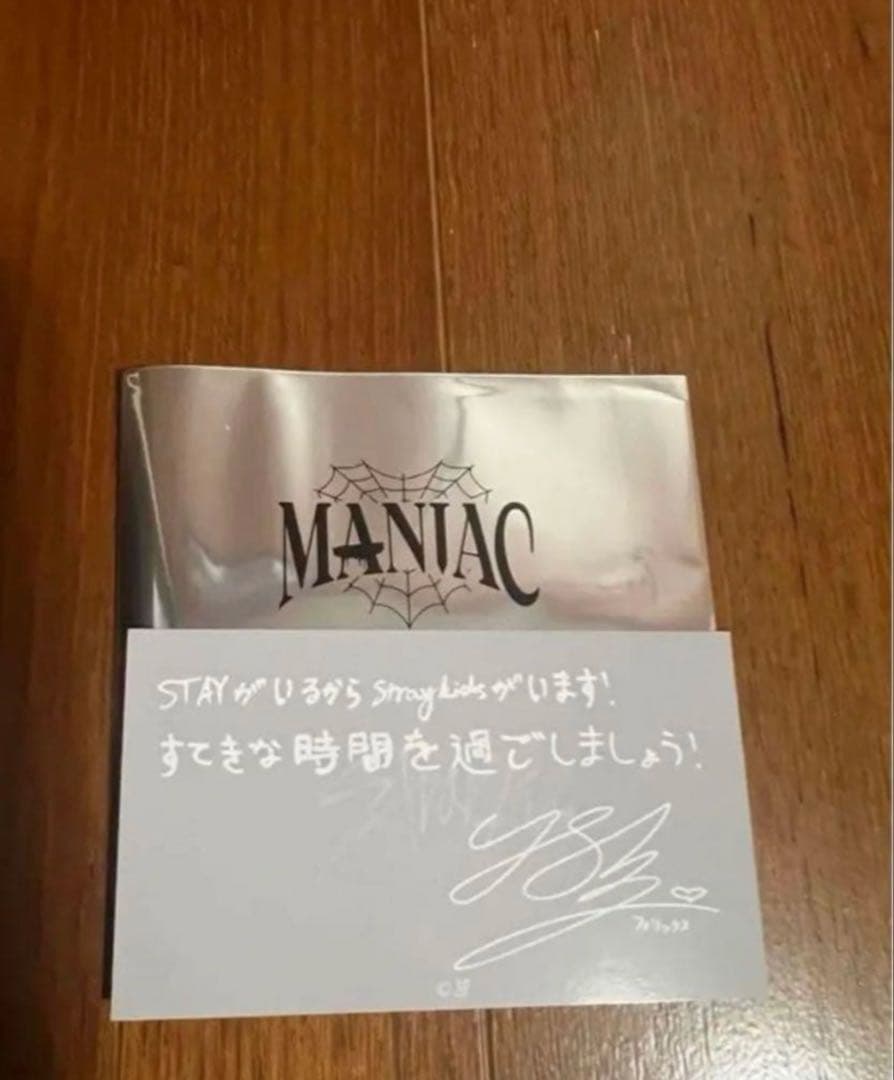 MANIAC
STAYがいるからstraykidsがいます!
すてきな時間を過ごしましょう!
フィリックス